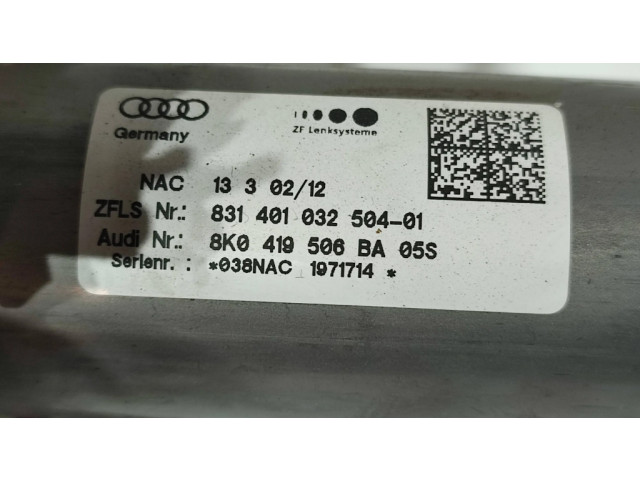 Germany
ZF Lenksysteme
NAC 13 3 02/12
ZFLS Nr.: 831 401 032 504-01
Audi Nr.: 8K0 419 506 BA 05S
Serienr. : *038NAC 1971714 *